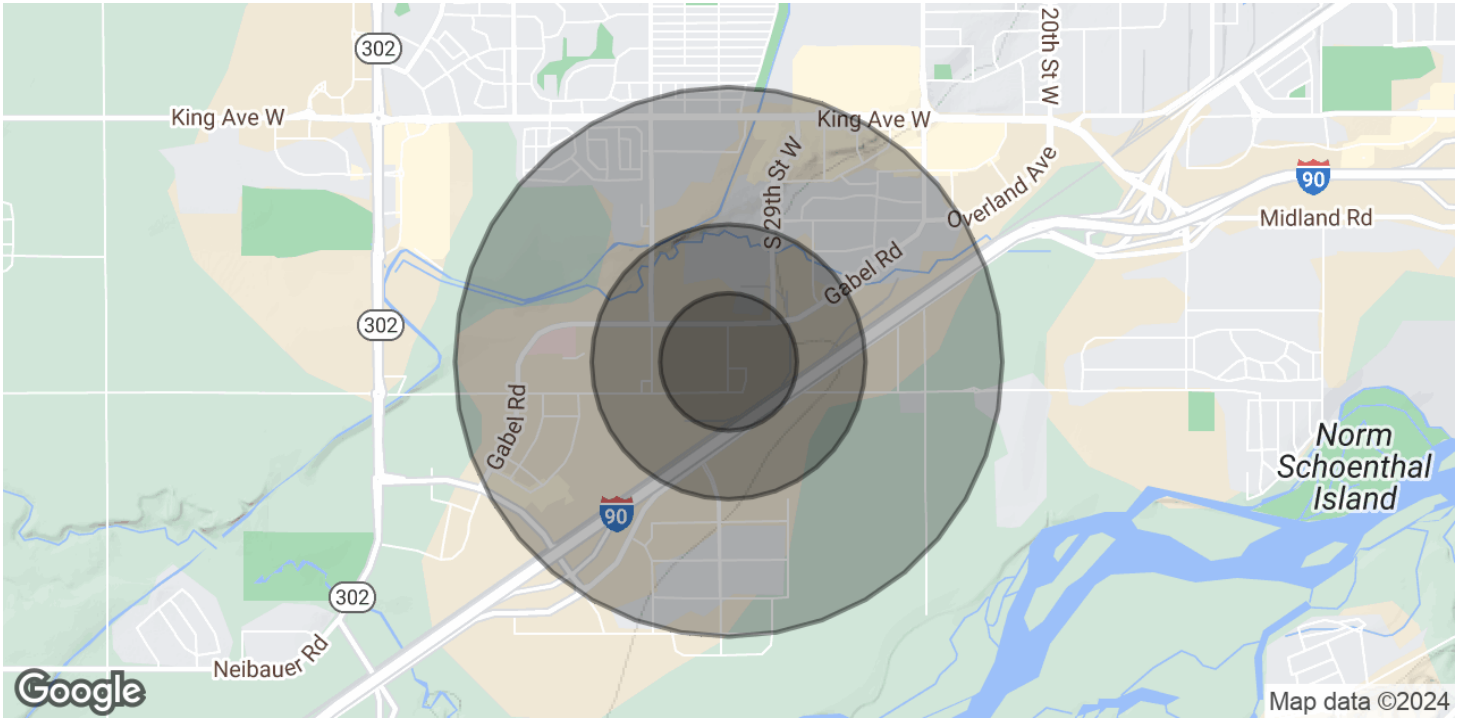 20th St W
302
King Ave W
King Ave W
S 29th St W
Overland Ave
90
Midland Rd
Gabel Rd
302
Gabel Rd
Norm
Schoenthal
Island
90
302
Neibauer Rd
Google
Map data ©2024